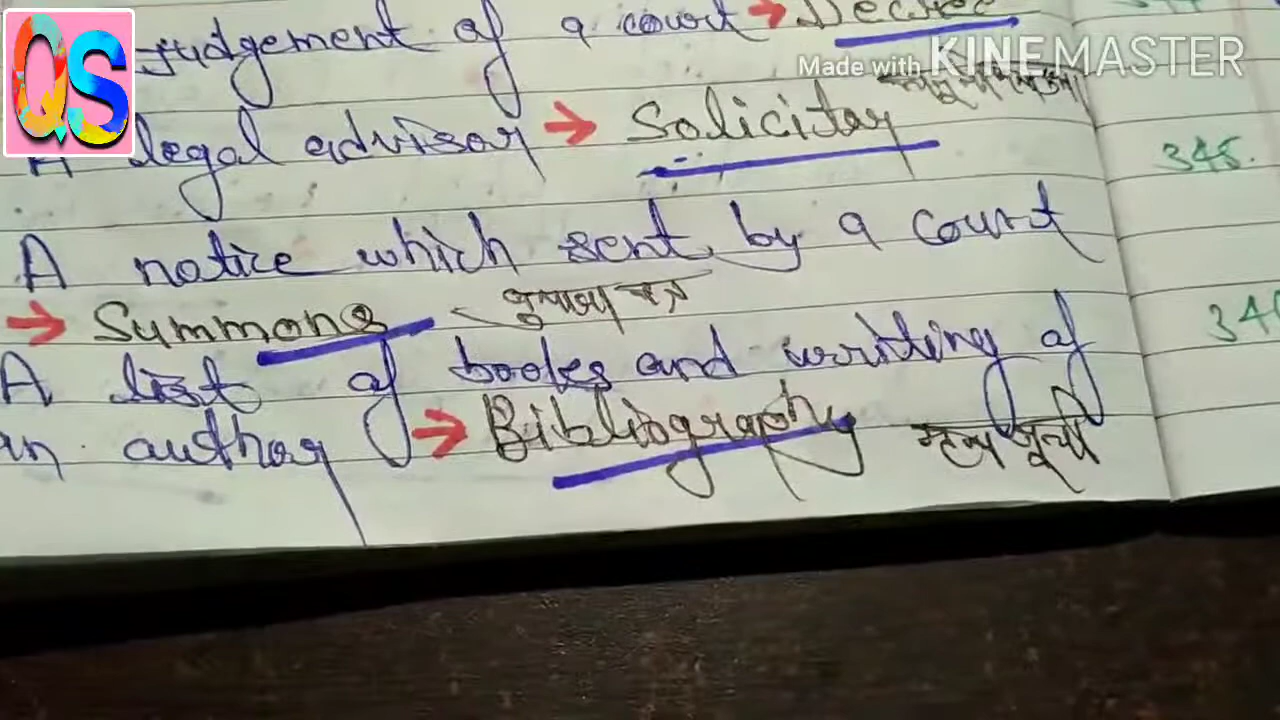 QS
judgement of a court → Decree
Made with KINEMASTER
A legal advisor → Solicitor
345.
A notice which sent by a court
→ Summons
A list of books and writing of
an author → Bibliography ग्रन्थ सूची